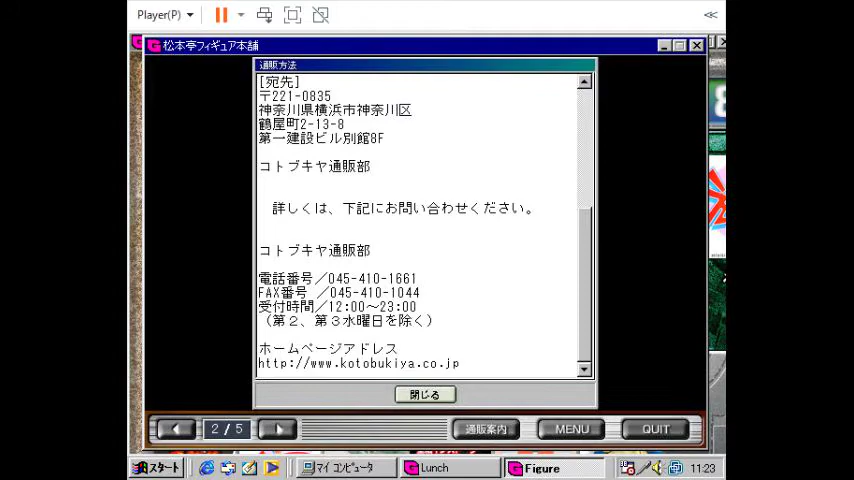 Player(P)
松本亭フィギュア本舗
通販方法
[宛先]
〒221-0835
神奈川県横浜市神奈川区
鶴屋町2-13-8
第一建設ビル別館8F
コトブキヤ通販部
詳しくは、下記にお問い合わせください。
コトブキヤ通販部
電話番号／045-410-1661
FAX番号 ／045-410-1044
受付時間／12:00～23:00
（第２、第３水曜日を除く）
ホームページアドレス
http://www.kotobukiya.co.jp
閉じる
2 / 5
通販案内
MENU
QUIT
スタート
マイ コンピュータ
Lunch
Figure
11:23